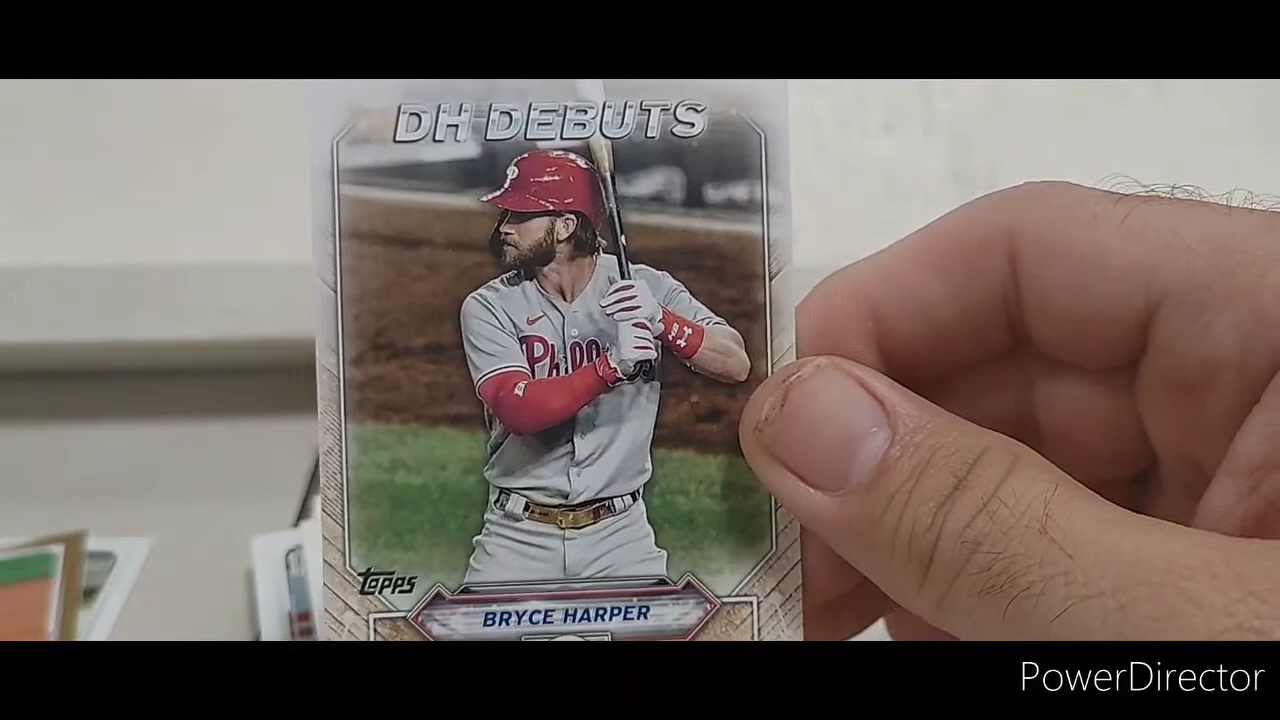 DH DEBUTS
P
Phillies
TOPPS
BRYCE HARPER
PowerDirector